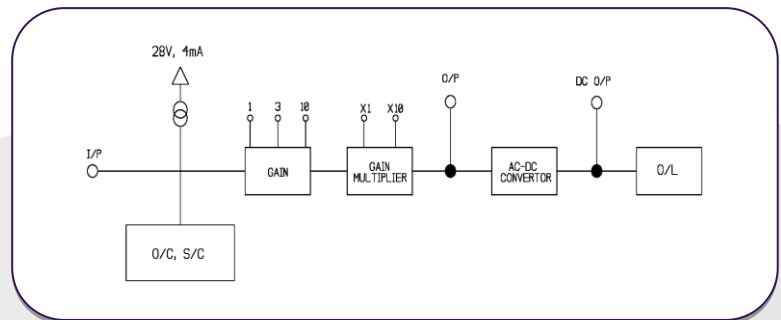 28V, 4mA
O/P
DC O/P
1 3 10
X1 X10
I/P
GAIN
GAIN
MULTIPLIER
AC-DC
CONVERTOR
O/L
O/C, S/C